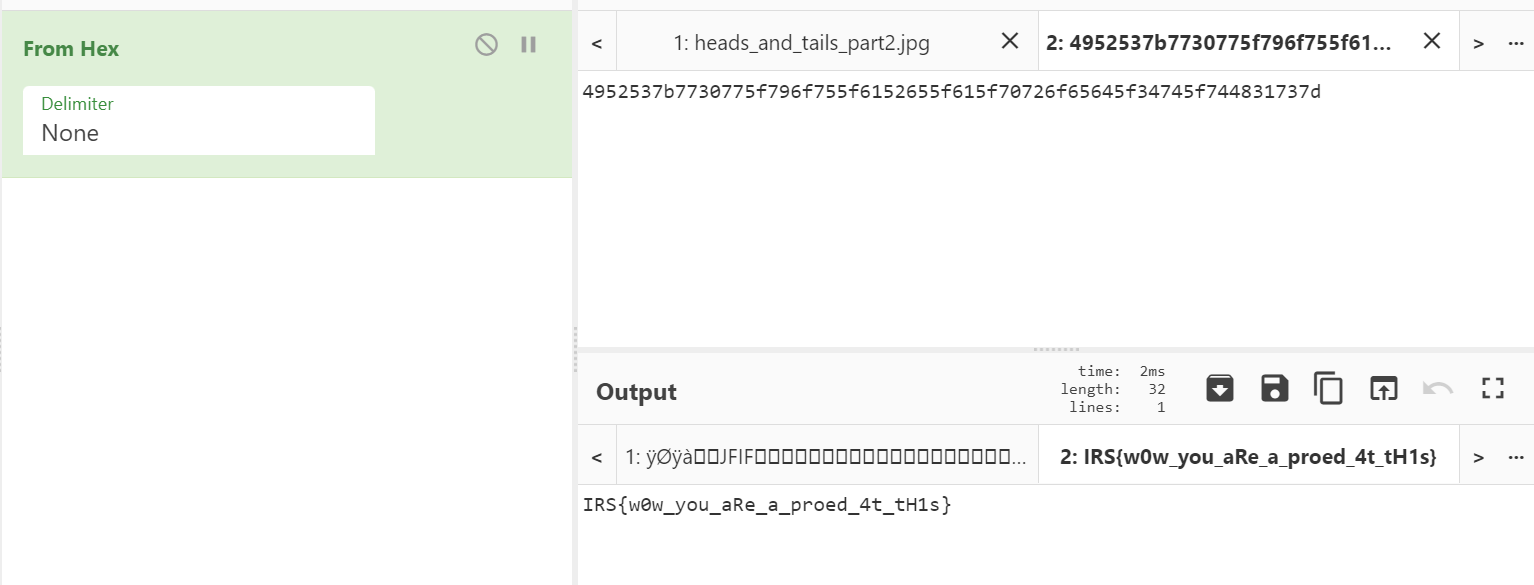 From Hex
Delimiter
None
< 1: heads_and_tails_part2.jpg 2: 4952537b7730775f796f755f61... > ...
4952537b7730775f796f755f6152655f615f70726f65645f34745f744831737d
Output
time: 2ms
length: 32
lines: 1
< 1: ÿØÿà▯▯JFIF▯▯▯▯▯▯▯▯▯▯▯▯▯▯▯▯▯▯▯... 2: IRS{w0w_you_aRe_a_proed_4t_tH1s} > ...
IRS{w0w_you_aRe_a_proed_4t_tH1s}